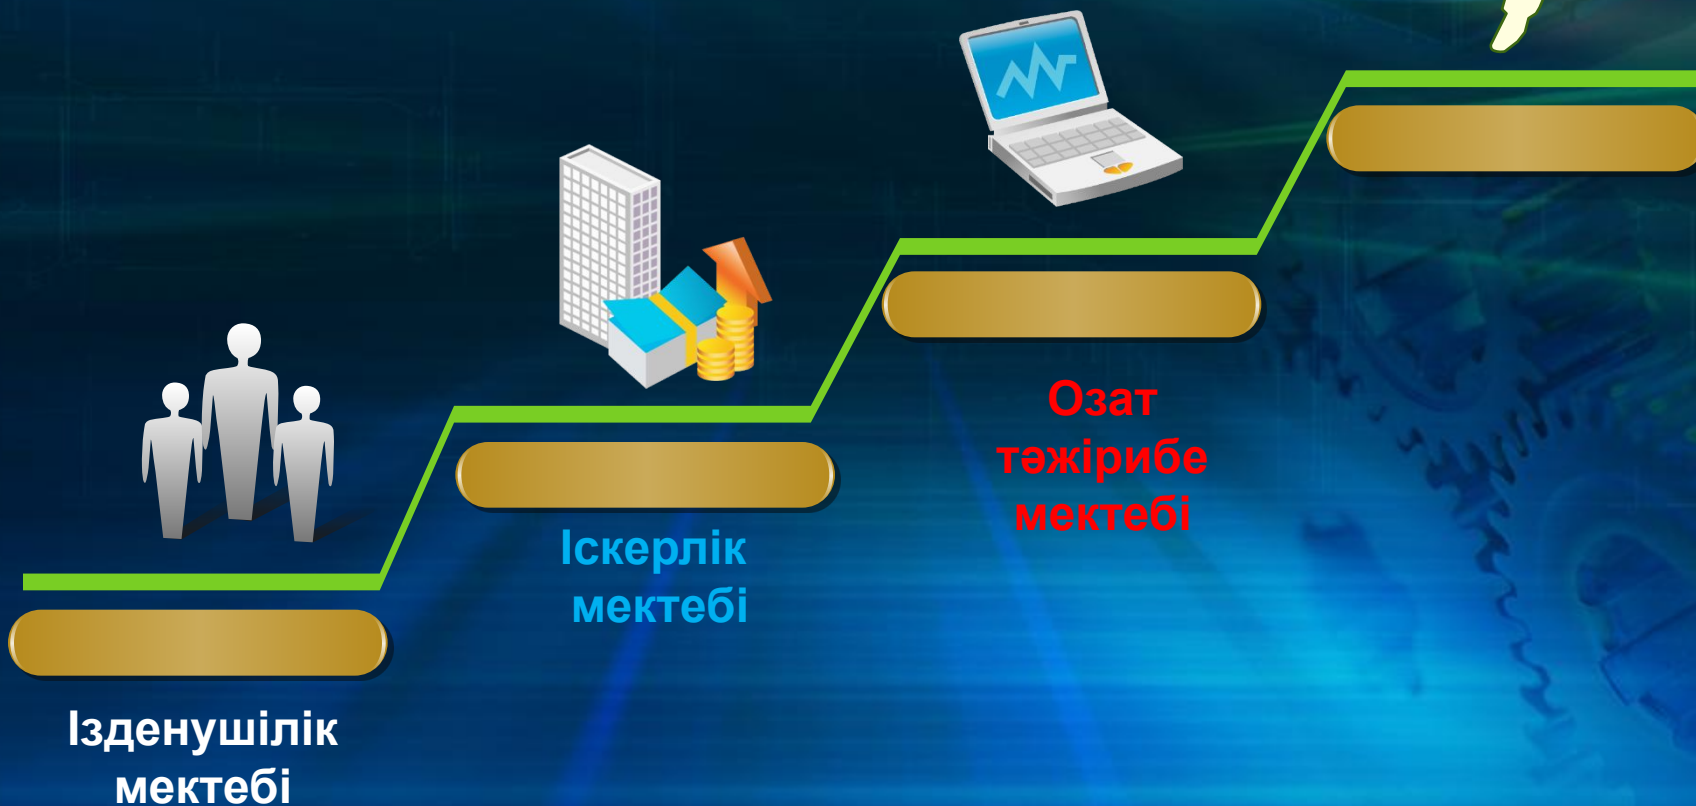 Озат
тәжірибе
мектебі
Іскерлік
мектебі
Ізденушілік
мектебі